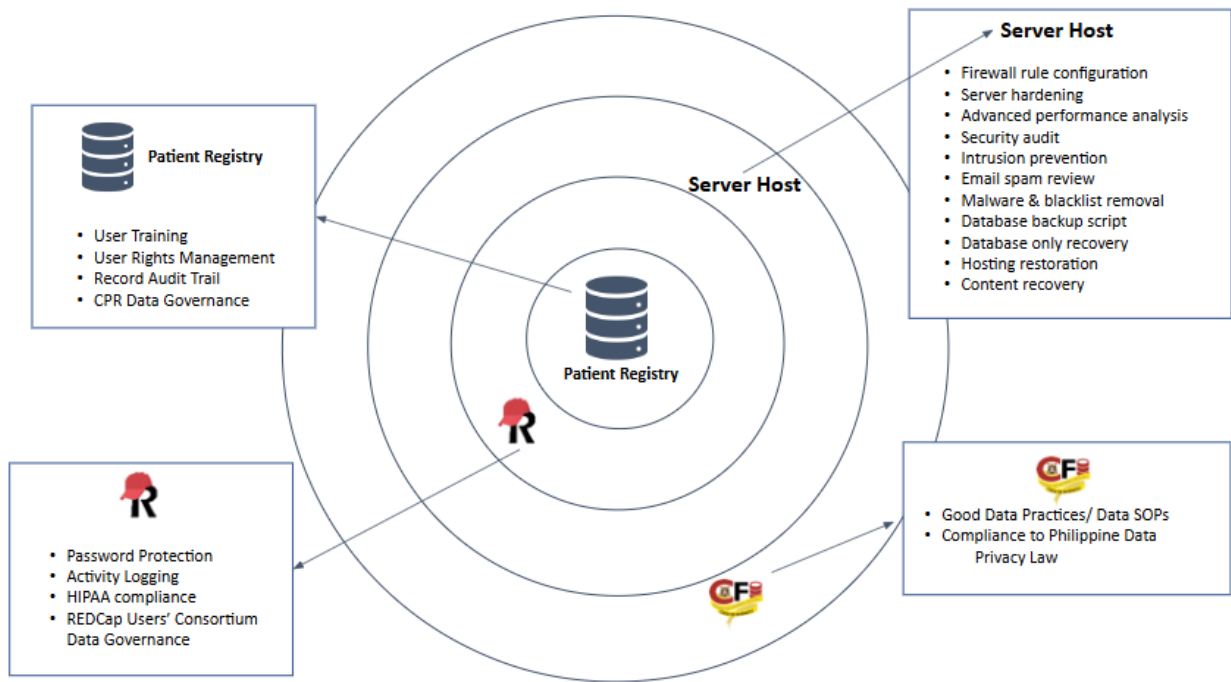 Server Host
• Firewall rule configuration
• Server hardening
• Advanced performance analysis
• Security audit
• Intrusion prevention
• Email spam review
• Malware & blacklist removal
• Database backup script
• Database only recovery
• Hosting restoration
• Content recovery
Patient Registry
• User Training
• User Rights Management
• Record Audit Trail
• CPR Data Governance
Server Host
Patient Registry
R
R
• Password Protection
• Activity Logging
• HIPAA compliance
• REDCap Users’ Consortium
Data Governance
CF
• Good Data Practices/ Data SOPs
• Compliance to Philippine Data
Privacy Law
CF